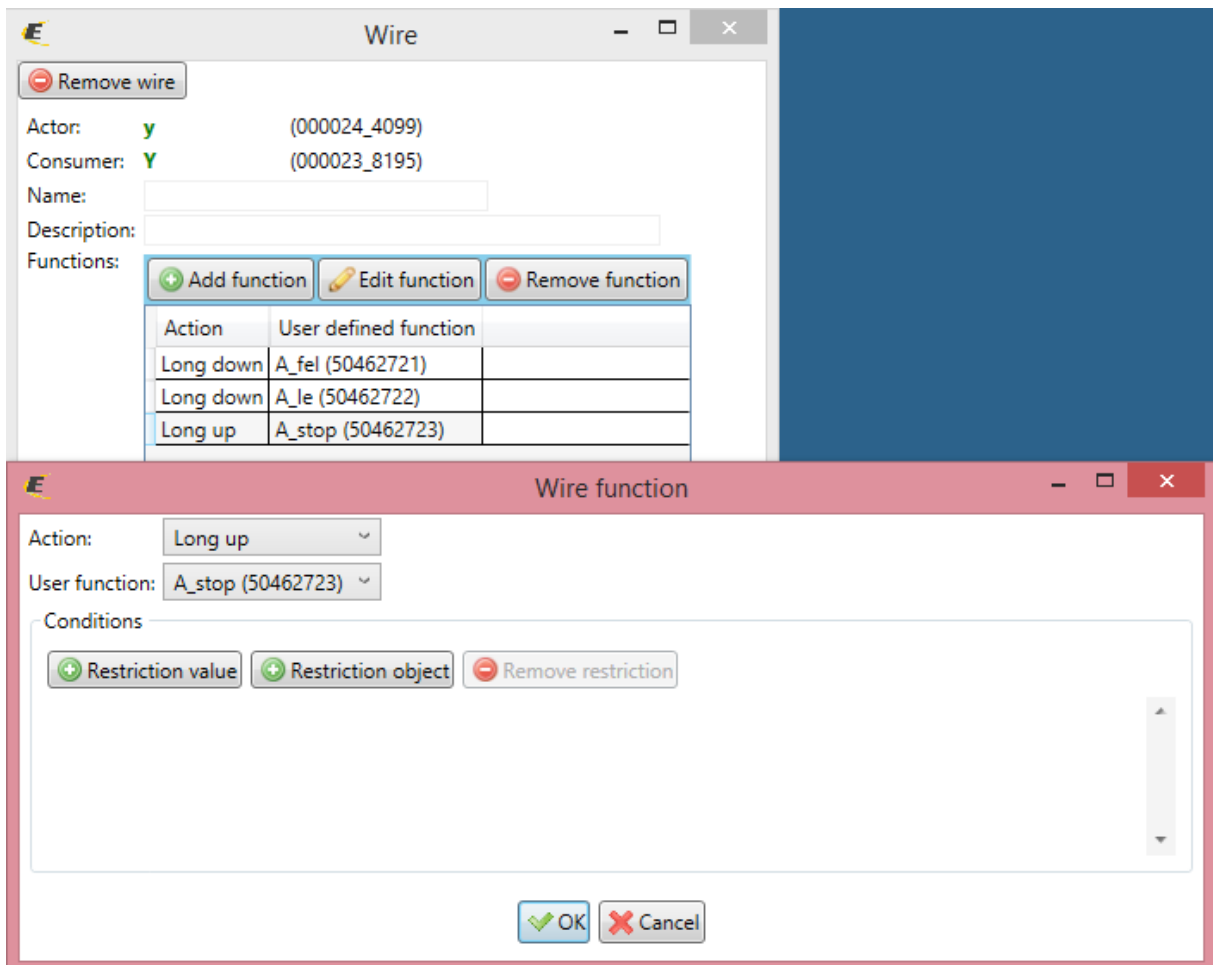 Wire
Remove wire
Actor: y (000024_4099)
Consumer: Y (000023_8195)
Name:
Description:
Functions:
Add function Edit function Remove function
Action User defined function
Long down A_fel (50462721)
Long down A_le (50462722)
Long up A_stop (50462723)
Wire function
Action: Long up
User function: A_stop (50462723)
Conditions
Restriction value Restriction object Remove restriction
OK Cancel